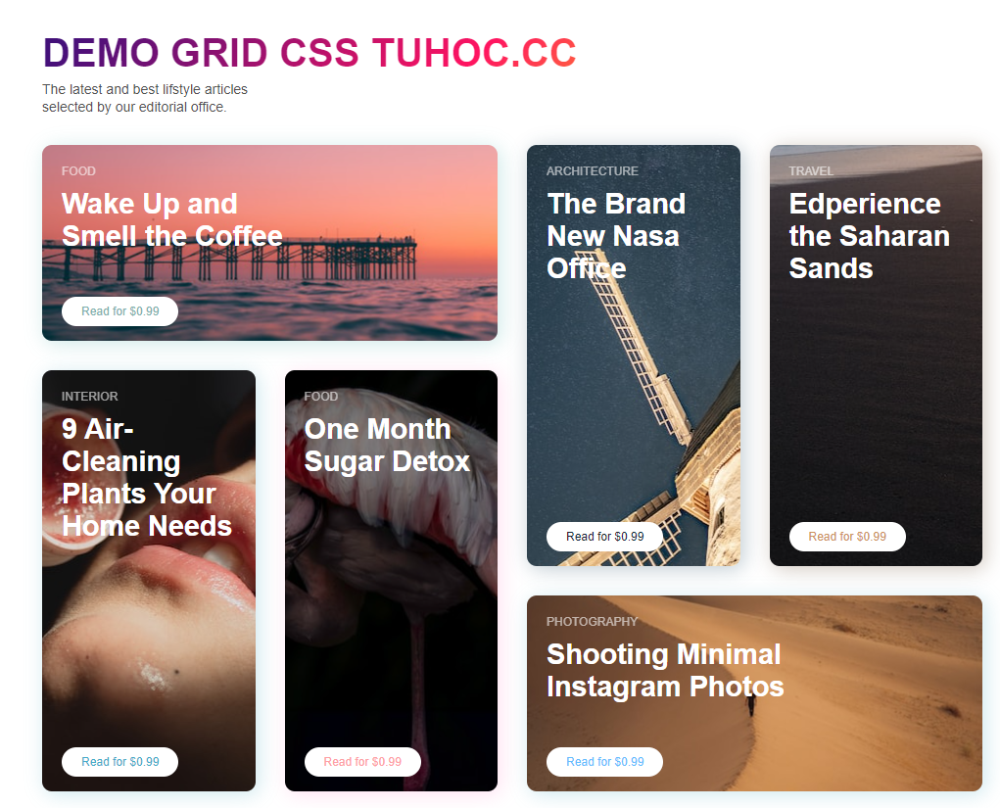 DEMO GRID CSS TUHOC.CC
The latest and best lifstyle articles
selected by our editorial office.
FOOD
Wake Up and
Smell the Coffee
Read for $0.99
ARCHITECTURE
The Brand
New Nasa
Office
Read for $0.99
TRAVEL
Edperience
the Saharan
Sands
Read for $0.99
INTERIOR
9 Air-
Cleaning
Plants Your
Home Needs
Read for $0.99
FOOD
One Month
Sugar Detox
Read for $0.99
PHOTOGRAPHY
Shooting Minimal
Instagram Photos
Read for $0.99